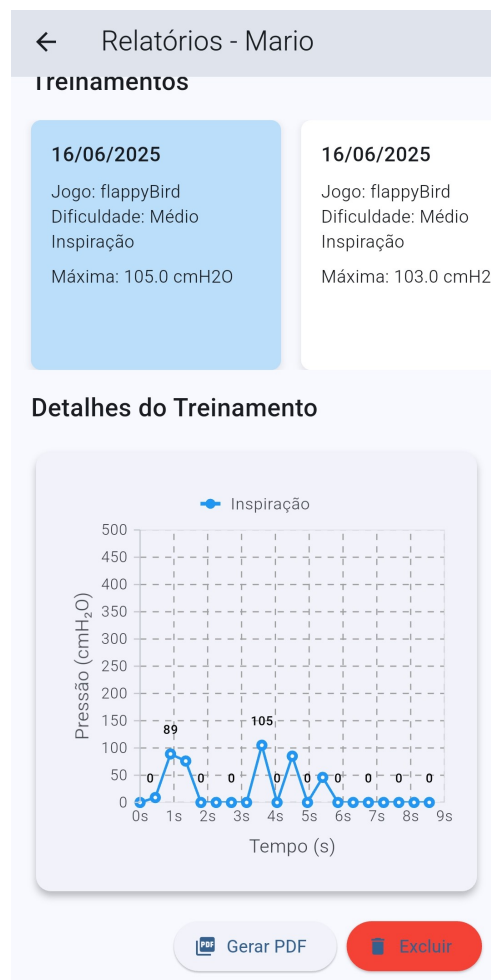 Relatórios - Mario
Treinamentos
16/06/2025
Jogo: flappyBird
Dificuldade: Médio
Inspiração
Máxima: 105.0 cmH2O
16/06/2025
Jogo: flappyBird
Dificuldade: Médio
Inspiração
Máxima: 103.0 cmH2
Detalhes do Treinamento
Inspiração
Pressão (cmH₂O)
500
450
400
350
300
250
200
150
100
50
0
89
105
0 0 0 0 0 0 0 0 0
0s 1s 2s 3s 4s 5s 6s 7s 8s 9s
Tempo (s)
PDF
Gerar PDF
Excluir